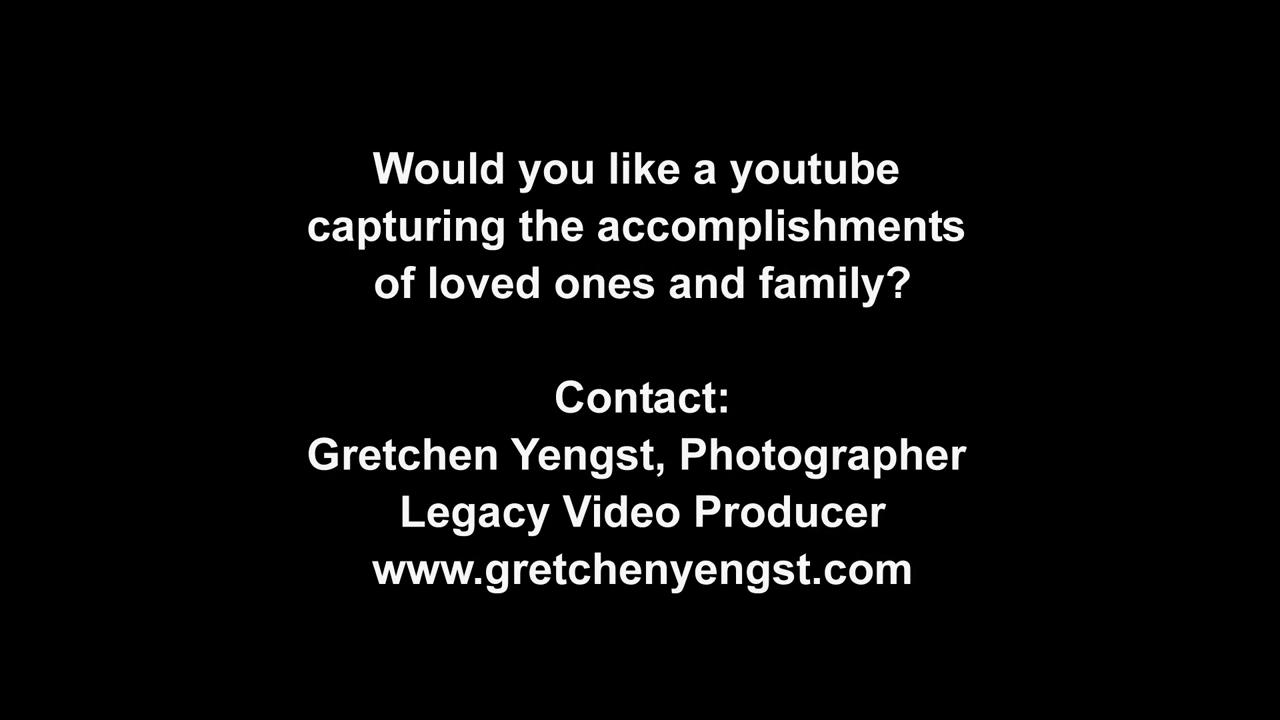 Would you like a youtube
capturing the accomplishments
of loved ones and family?
Contact:
Gretchen Yengst, Photographer
Legacy Video Producer
www.gretchenyengst.com